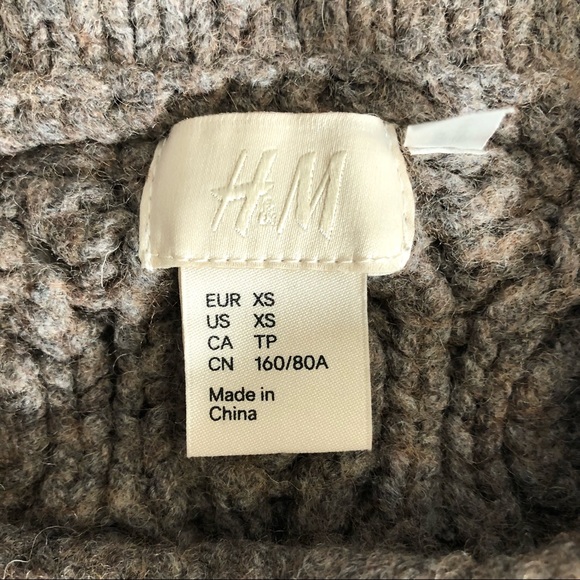 H&M
EUR XS
US XS
CA TP
CN 160/80A
Made in
China